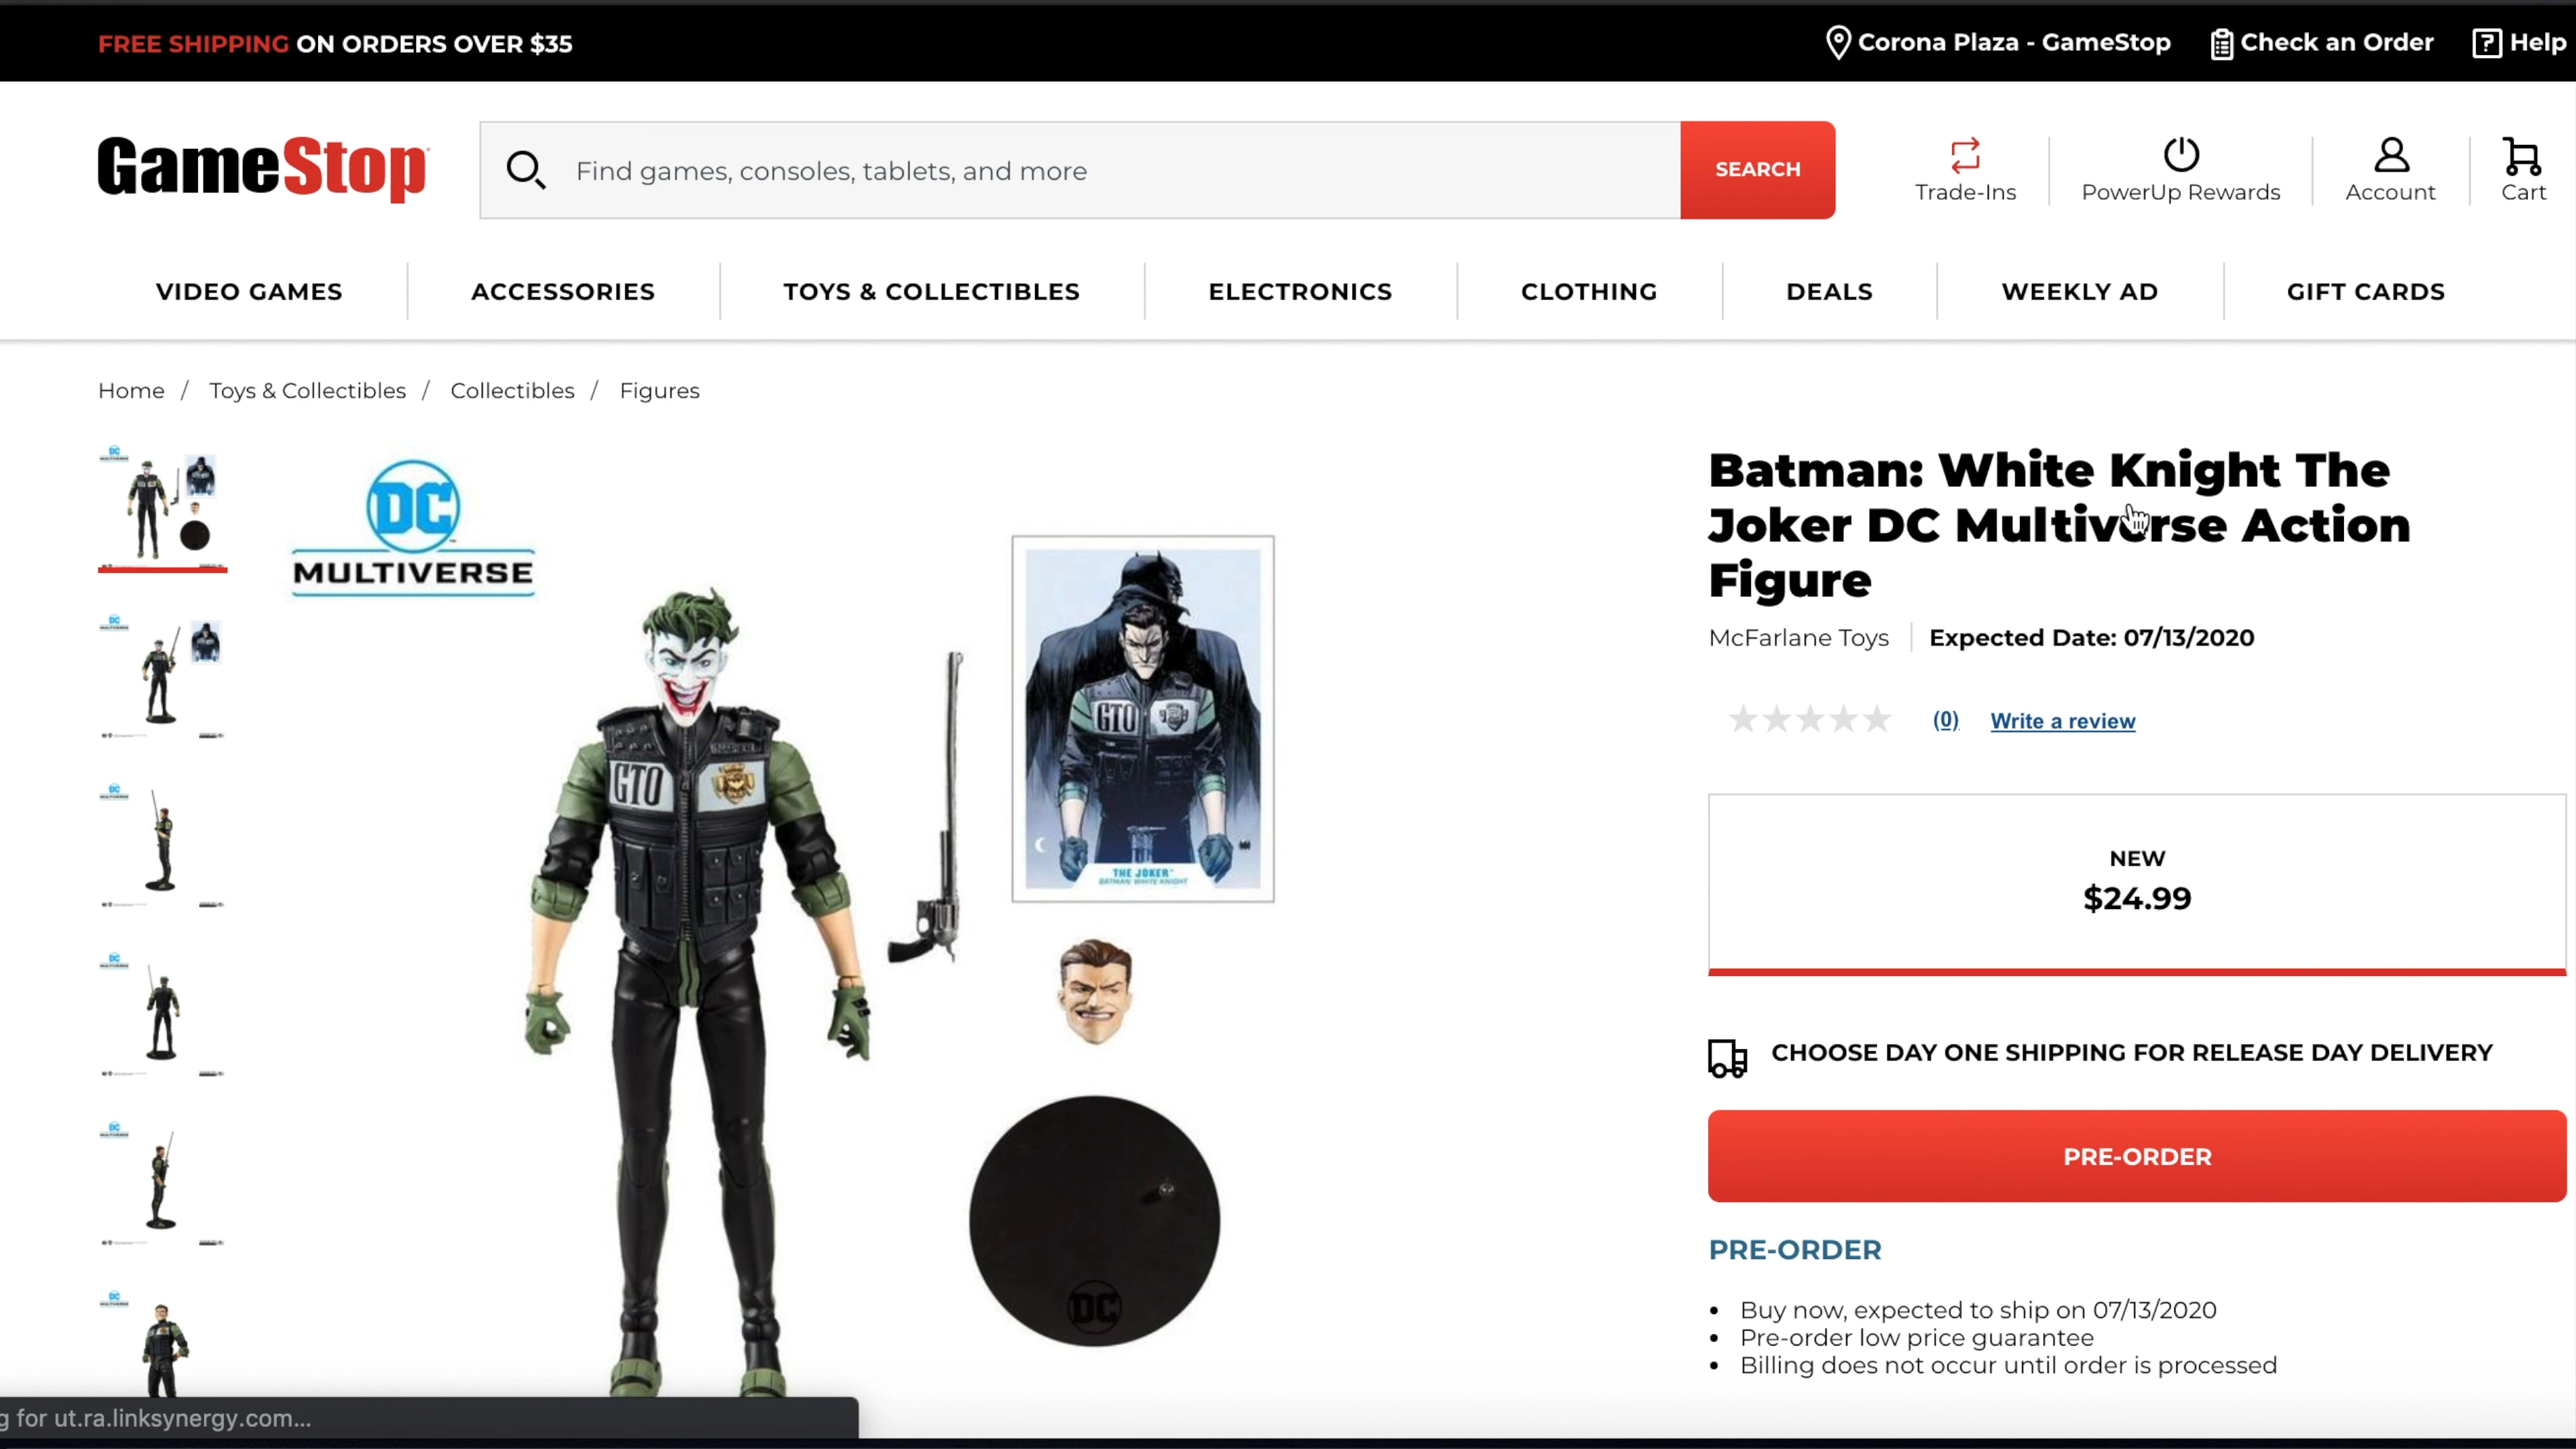 FREE SHIPPING ON ORDERS OVER $35
Corona Plaza - GameStop
Check an Order
Help
GameStop
Find games, consoles, tablets, and more
SEARCH
Trade-Ins
PowerUp Rewards
Account
Cart
VIDEO GAMES
ACCESSORIES
TOYS & COLLECTIBLES
ELECTRONICS
CLOTHING
DEALS
WEEKLY AD
GIFT CARDS
Home / Toys & Collectibles / Collectibles / Figures
DC
MULTIVERSE
GTO
GTO
THE JOKER
BATMAN: WHITE KNIGHT
DC
Batman: White Knight The
Joker DC Multiverse Action
Figure
McFarlane Toys
Expected Date: 07/13/2020
(0)
Write a review
NEW
$24.99
CHOOSE DAY ONE SHIPPING FOR RELEASE DAY DELIVERY
PRE-ORDER
PRE-ORDER
• Buy now, expected to ship on 07/13/2020
• Pre-order low price guarantee
• Billing does not occur until order is processed
g for ut.ra.linksynergy.com...